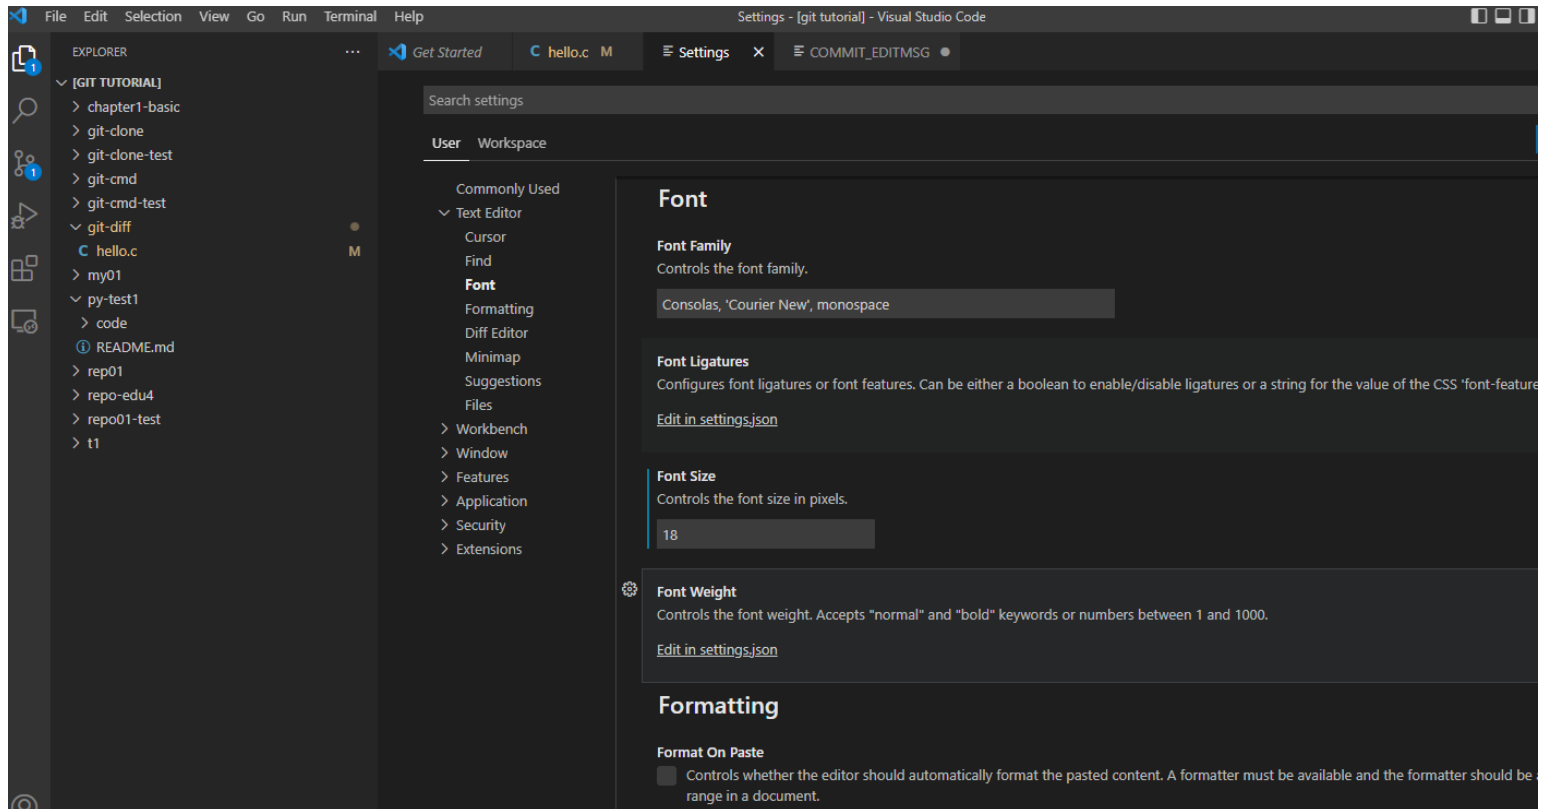 File Edit Selection View Go Run Terminal Help
Settings - [git tutorial] - Visual Studio Code
EXPLORER
[GIT TUTORIAL]
chapter1-basic
git-clone
git-clone-test
git-cmd
git-cmd-test
git-diff
C hello.c M
my01
py-test1
code
README.md
rep01
repo-edu4
repo01-test
t1
1
1
Get Started
C hello.c M
Settings
COMMIT_EDITMSG
Search settings
User Workspace
Commonly Used
Text Editor
Cursor
Find
Font
Formatting
Diff Editor
Minimap
Suggestions
Files
Workbench
Window
Features
Application
Security
Extensions
Font
Font Family
Controls the font family.
Consolas, 'Courier New', monospace
Font Ligatures
Configures font ligatures or font features. Can be either a boolean to enable/disable ligatures or a string for the value of the CSS 'font-feature
Edit in settings.json
Font Size
Controls the font size in pixels.
18
Font Weight
Controls the font weight. Accepts "normal" and "bold" keywords or numbers between 1 and 1000.
Edit in settings.json
Formatting
Format On Paste
Controls whether the editor should automatically format the pasted content. A formatter must be available and the formatter should be
range in a document.